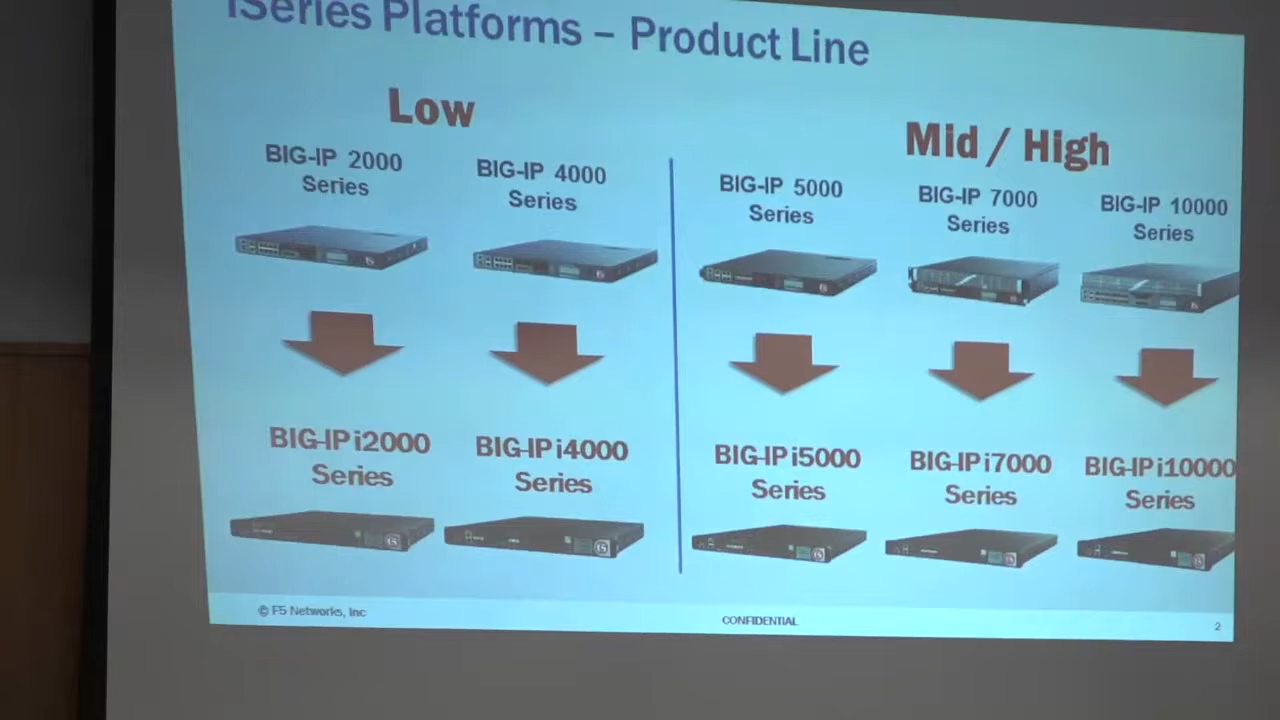 iSeries Platforms – Product Line
Low
Mid / High
BIG-IP 2000
Series
BIG-IP 4000
Series
BIG-IP 5000
Series
BIG-IP 7000
Series
BIG-IP 10000
Series
BIG-IP i2000
Series
BIG-IP i4000
Series
BIG-IP i5000
Series
BIG-IP i7000
Series
BIG-IP i10000
Series
© F5 Networks, Inc
CONFIDENTIAL
2